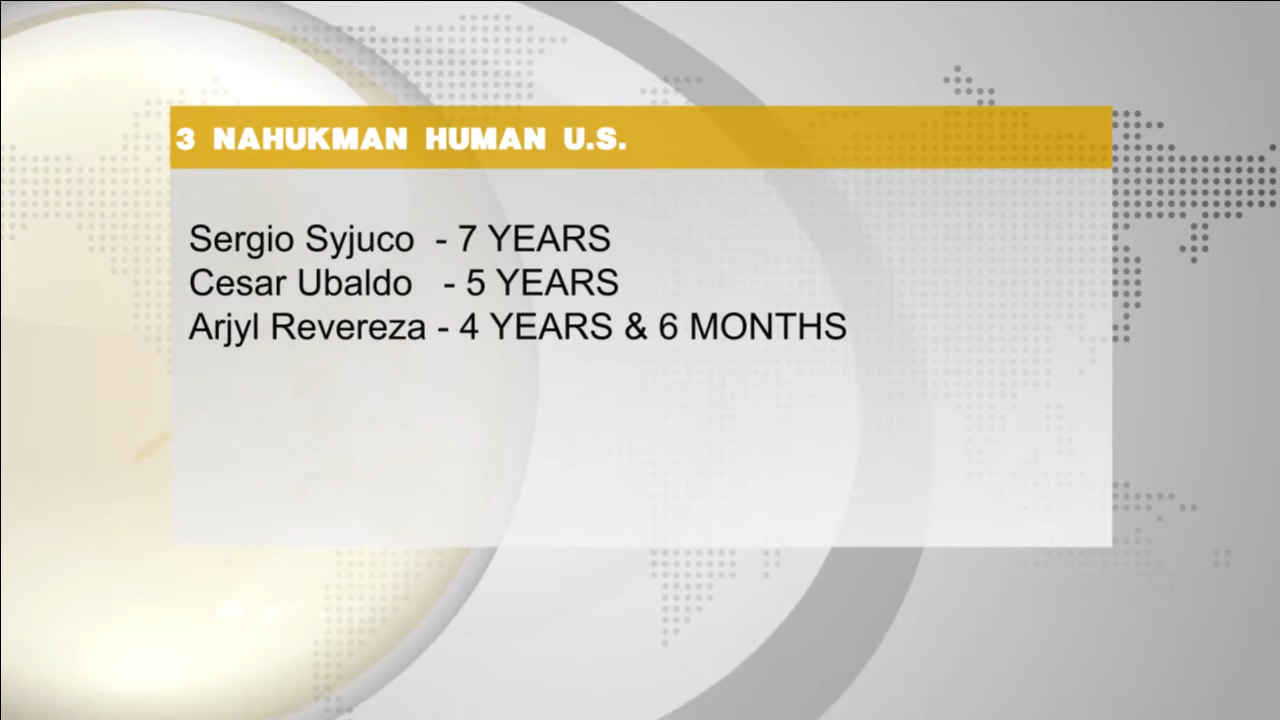 3 NAHUKMAN HUMAN U.S.
Sergio Syjuco - 7 YEARS
Cesar Ubaldo - 5 YEARS
Arjyl Revereza - 4 YEARS & 6 MONTHS